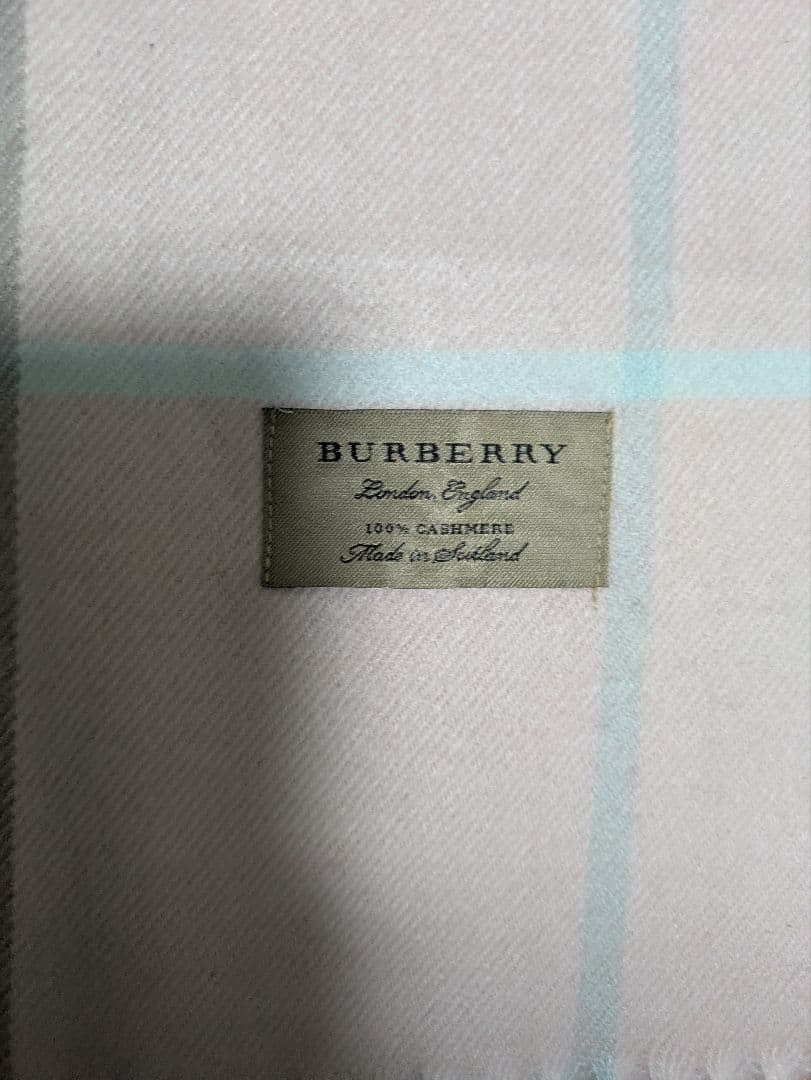 BURBERRY
London, England
100% CASHMERE
Made in Scotland